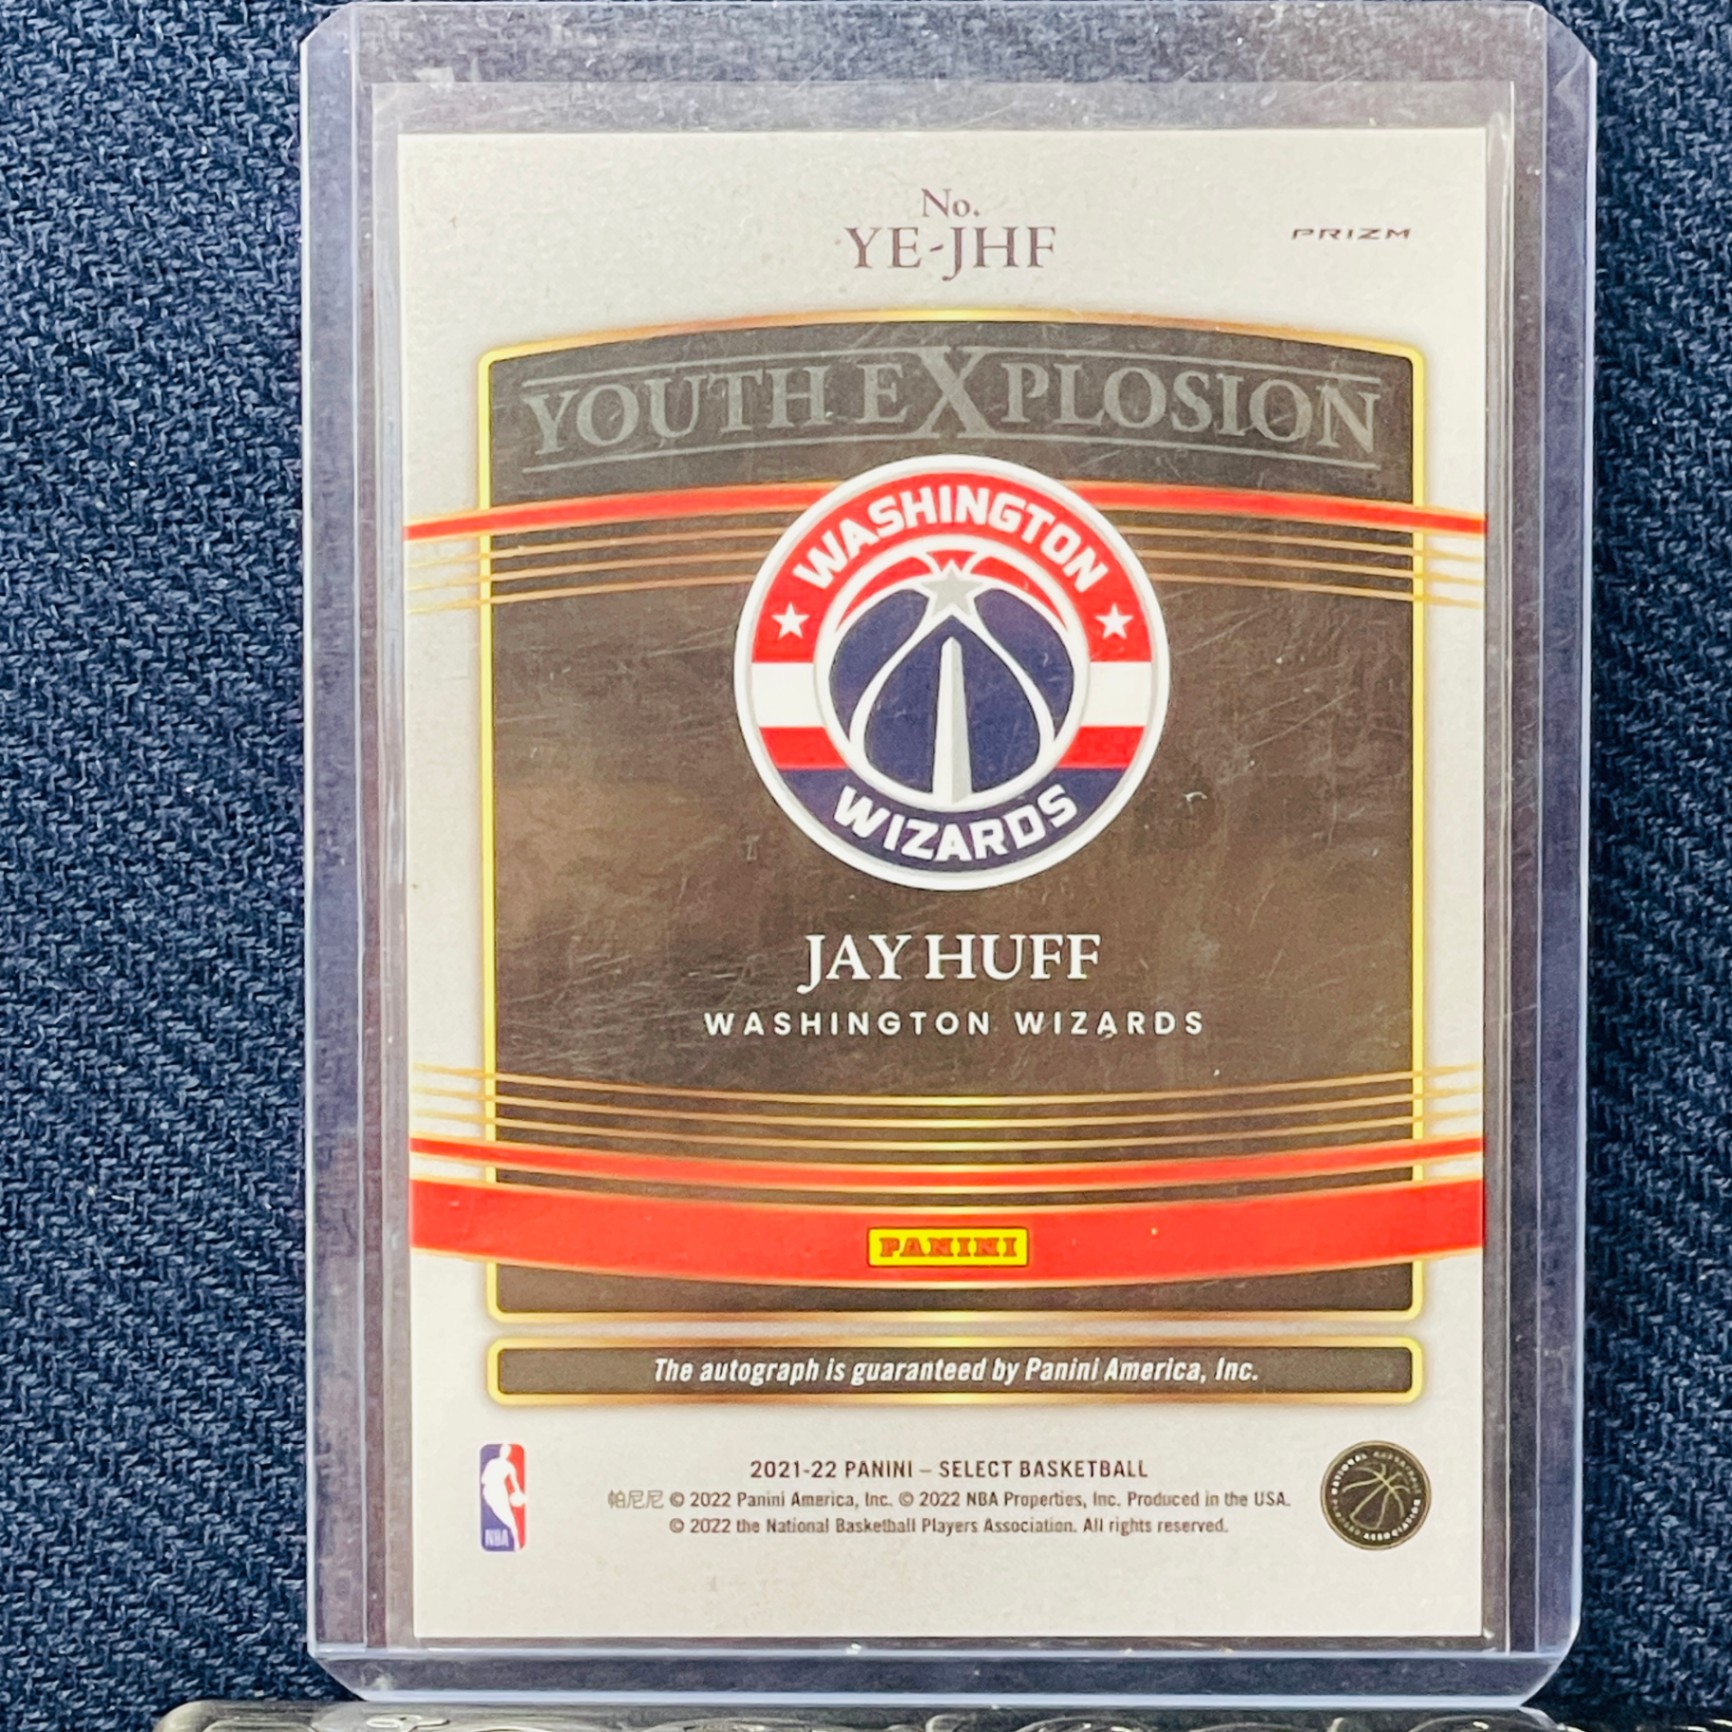 No.
YE-JHF
PRIZM
YOUTH EXPLOSION
WASHINGTON
WIZARDS
JAY HUFF
WASHINGTON WIZARDS
PANINI
The autograph is guaranteed by Panini America, Inc.
2021-22 PANINI – SELECT BASKETBALL
帕尼尼 © 2022 Panini America, Inc. © 2022 NBA Properties, Inc. Produced in the USA.
© 2022 the National Basketball Players Association. All rights reserved.
NBA